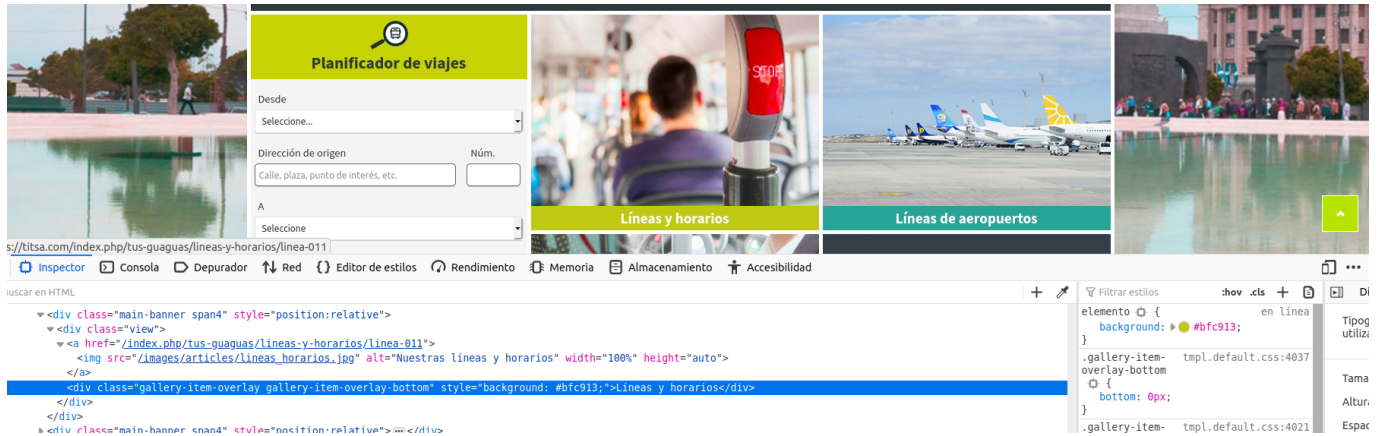 Planificador de viajes
Desde
Seleccione...
Dirección de origen Núm.
Calle, plaza, punto de interés, etc.
A
Seleccione
STOP
Líneas y horarios
Líneas de aeropuertos
s://titsa.com/index.php/tus-guaguas/lineas-y-horarios/linea-011
Inspector Consola Depurador Red {} Editor de estilos Rendimiento Memoria Almacenamiento Accesibilidad
uscar en HTML
<div class="main-banner span4" style="position:relative">
<div class="view">
<a href="/index.php/tus-guaguas/lineas-y-horarios/linea-011">
<img src="/images/articles/lineas_horarios.jpg" alt="Nuestras líneas y horarios" width="100%" height="auto">
</a>
<div class="gallery-item-overlay gallery-item-overlay-bottom" style="background: #bfc913;">Líneas y horarios</div>
</div>
</div>
<div class="main-banner span4" style="position:relative"> </div>
Filtrar estilos :hov .cls +
elemento { en línea
background: #bfc913;
}
.gallery-item- tmpl.default.css:4037
overlay-bottom
{
bottom: 0px;
}
.gallery-item- tmpl.default.css:4021
Di
Tipog
utiliza
Tama
Altura
Espac